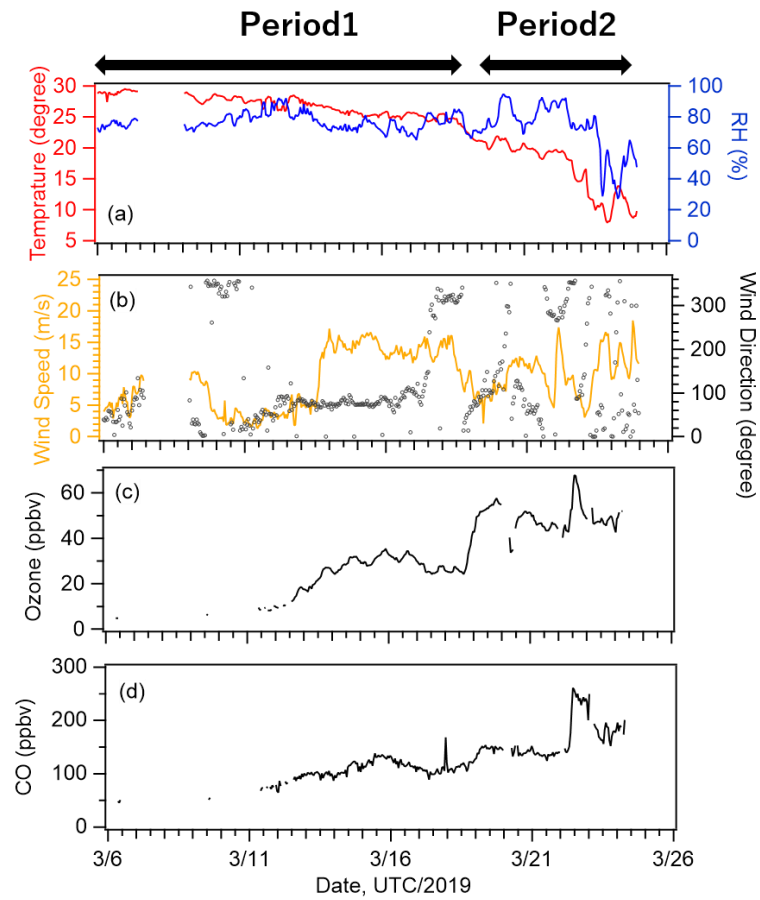 Period1 Period2
30 100
25 80
20 60
15 40
10 20
5 0
Temprature (degree)
RH (%)
(a)
25
20 300
15
10 200
5 100
0 0
Wind Speed (m/s)
Wind Direction (degree)
(b)
60
40
20
0
Ozone (ppbv)
(c)
300
200
100
0
CO (ppbv)
(d)
3/6 3/11 3/16 3/21 3/26
Date, UTC/2019